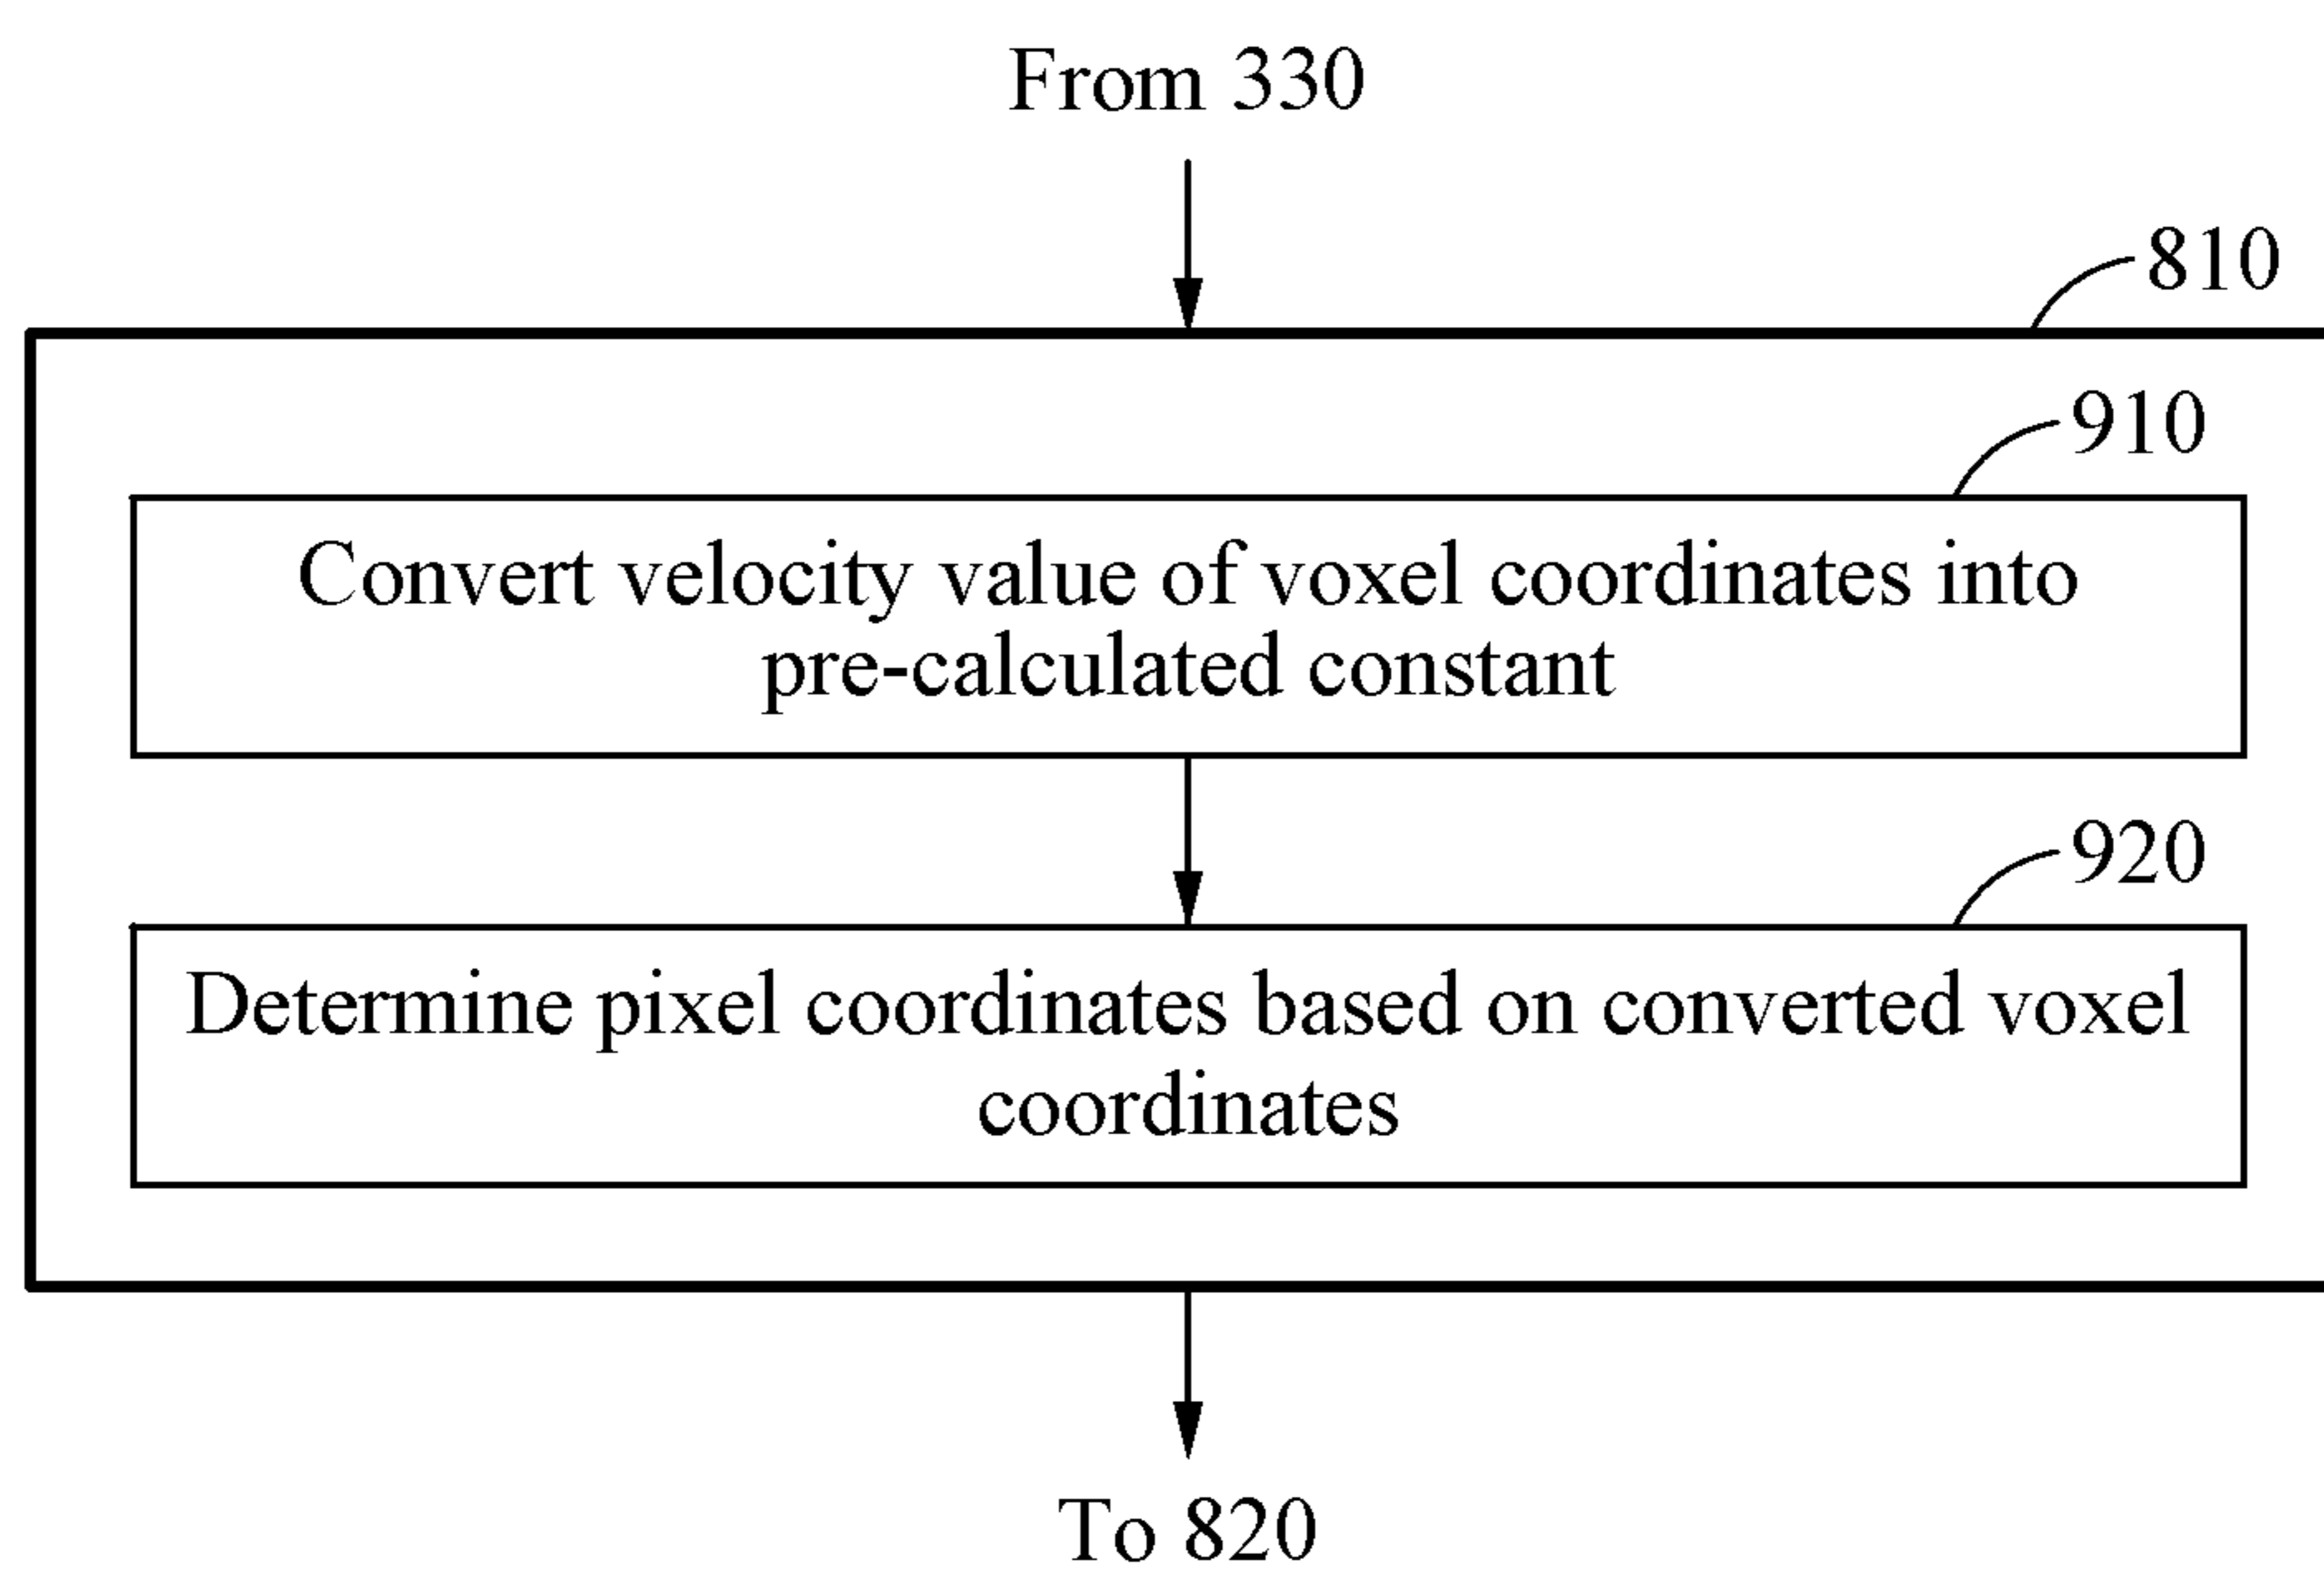 From 330
810
910
Convert velocity value of voxel coordinates into
pre-calculated constant
920
Determine pixel coordinates based on converted voxel
coordinates
To 820